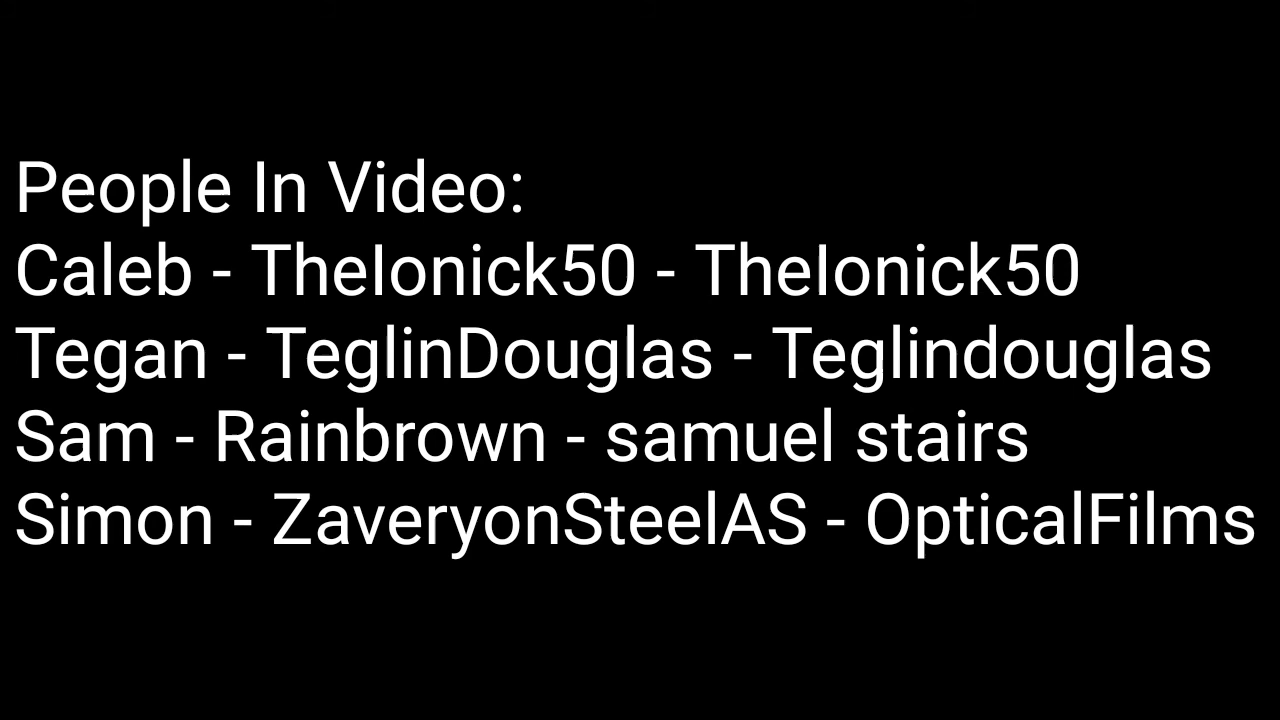 People In Video:
Caleb - TheIonick50 - TheIonick50
Tegan - TeglinDouglas - Teglindouglas
Sam - Rainbrown - samuel stairs
Simon - ZaveryonSteelAS - OpticalFilms